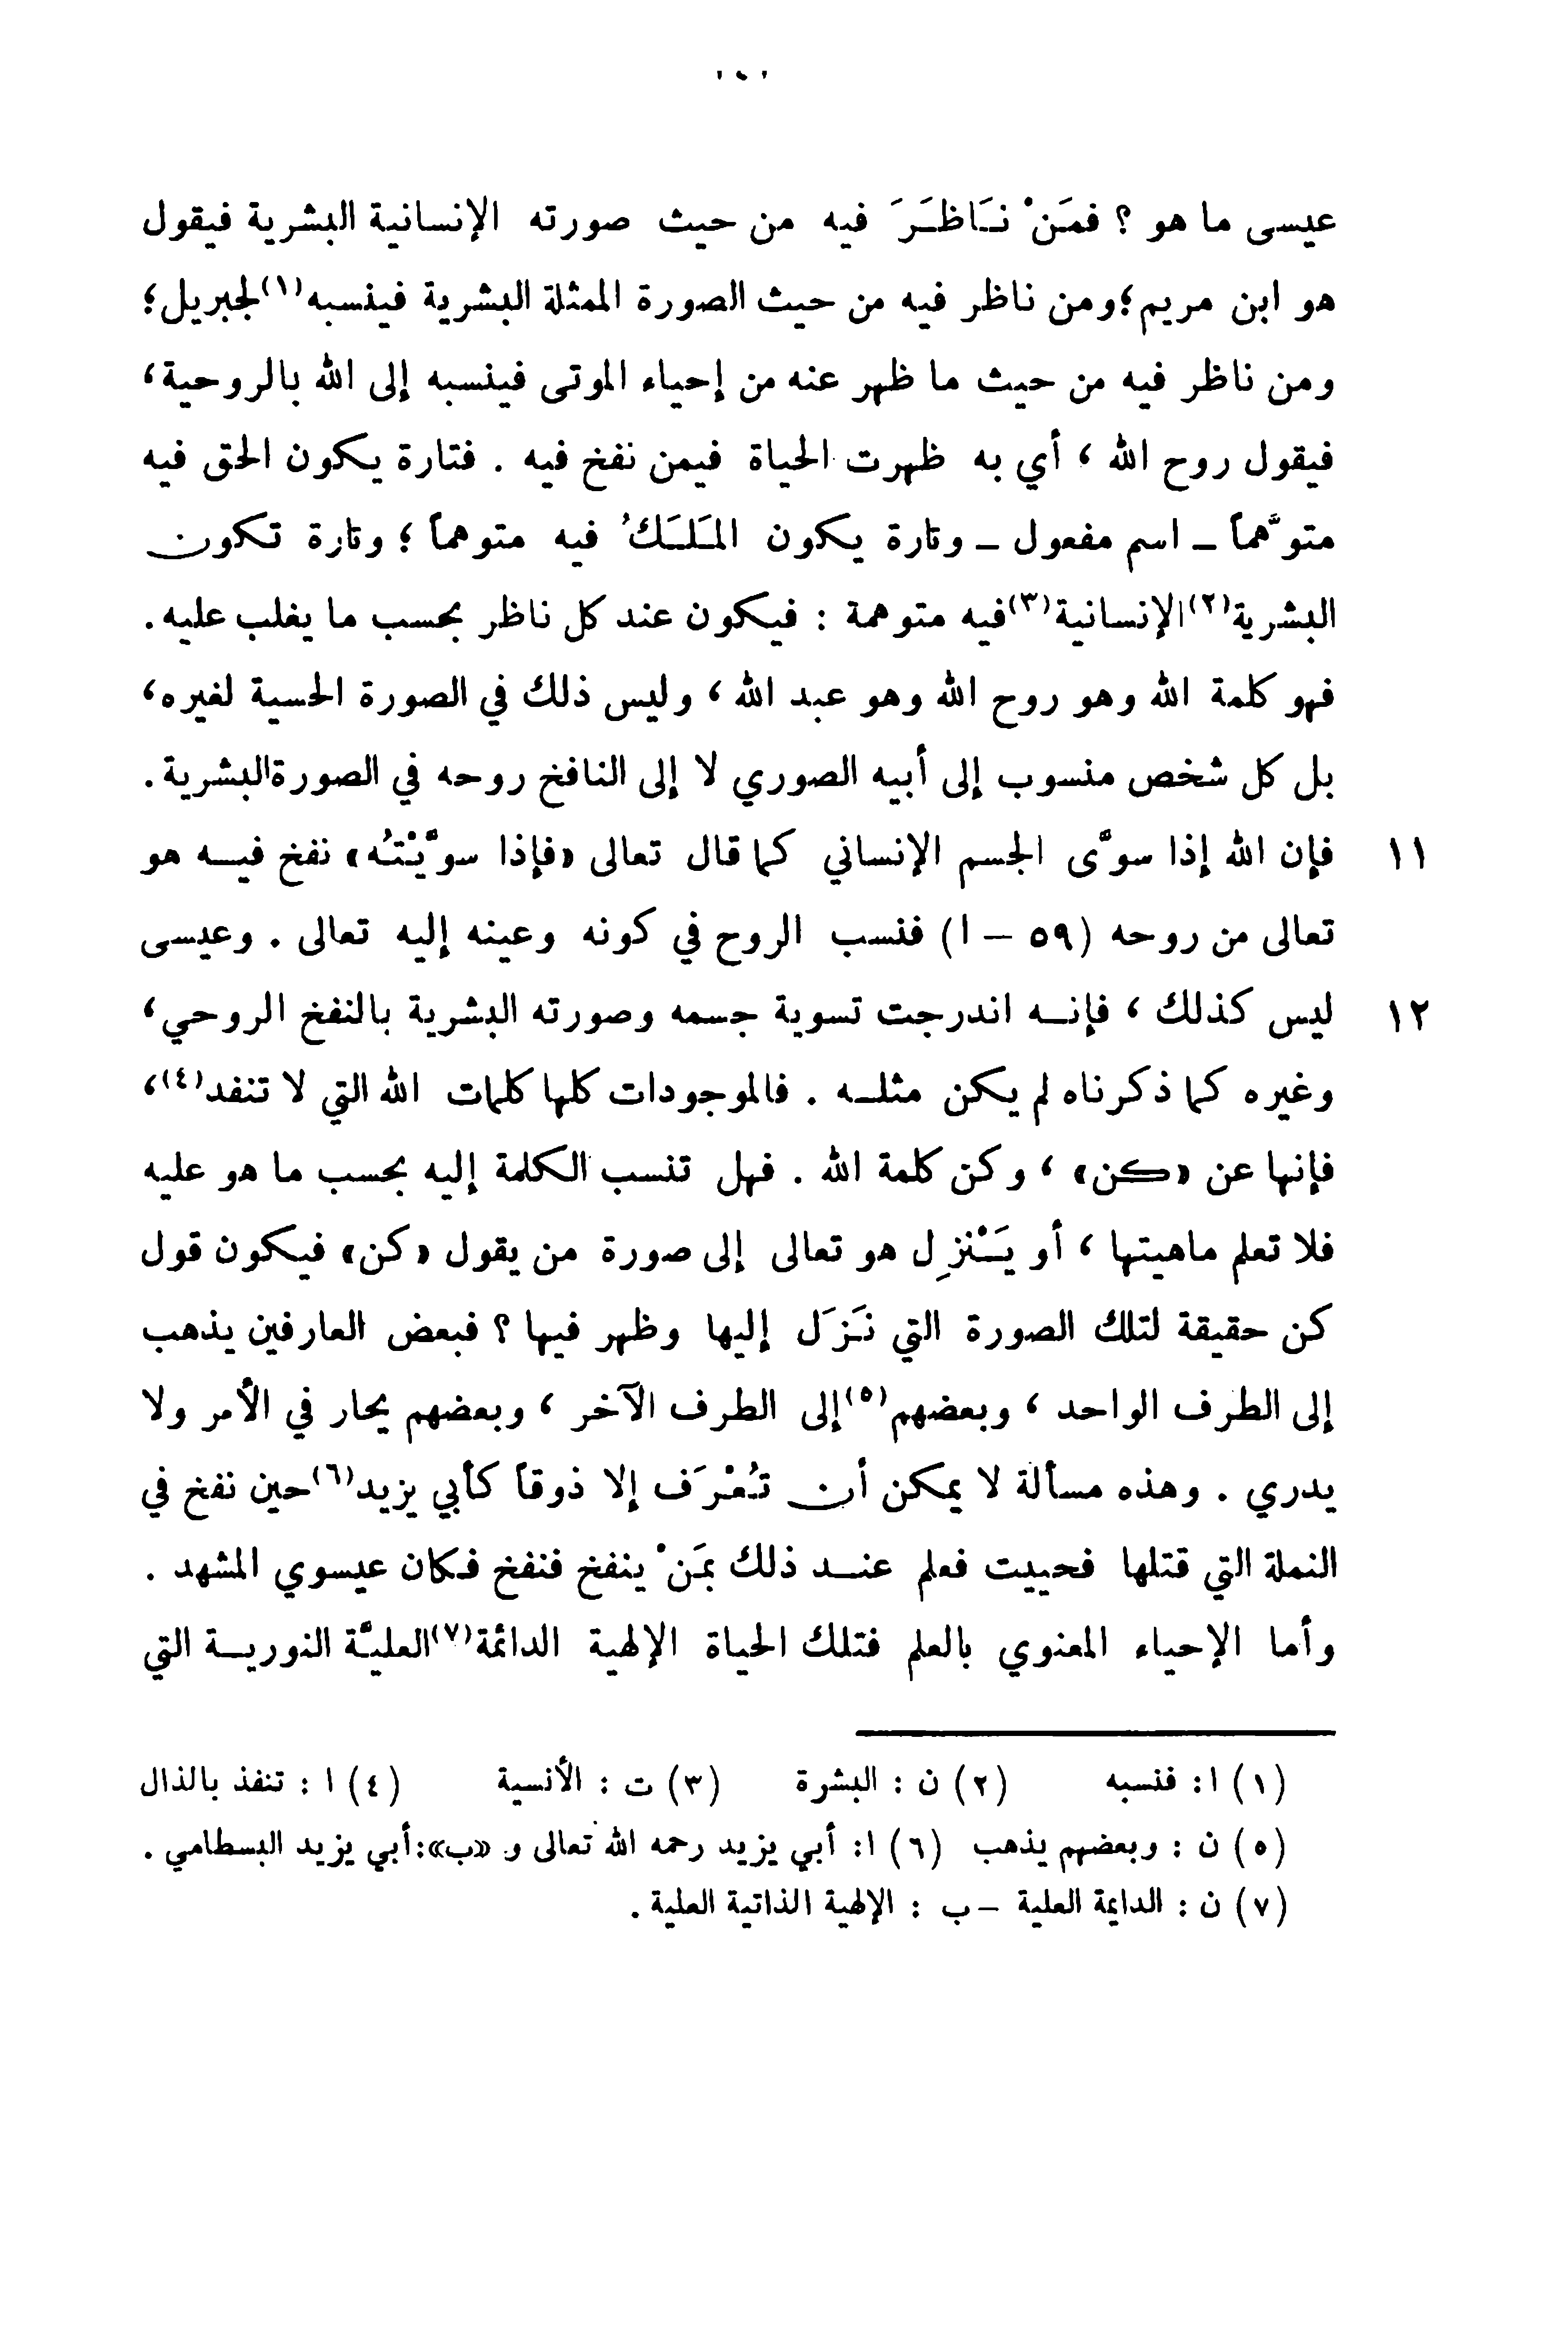 عيسى ما هو ؟ فمَنْ نَاظَرَ فيه من حيث صورته الإنسانية البشرية فيقول
هو ابن مريم؛ ومن ناظر فيه من حيث الصورة الممثلة البشرية فينسبه(١) لجبريل؛
ومن ناظر فيه من حيث ما ظهر عنه من إحياء الموتى فينسبه إلى الله بالروحية،
فيقول روح الله ، أي به ظهرت الحياة فيمن نفخ فيه . فتارة يكون الحق فيه
متوَّهماً – اسم مفعول – وتارة يكون المَلَكُ فيه متوهماً ؛ وتارة تكون
البشرية(٢) الإنسانية(٣) فيه متوهمة : فيكون عند كل ناظر بحسب ما يغلب عليه.
فهو كلمة الله وهو روح الله وهو عبد الله ، وليس ذلك في الصورة الحسية لغيره،
بل كل شخص منسوب إلى أبيه الصوري لا إلى النافخ روحه في الصورة البشرية.
١١ فإن الله إذا سوَّى الجسم الإنساني كما قال تعالى «فإذا سوَّيْتُه» نفخ فيه هو
تعالى من روحه (٥٩ – ا) فنسب الروح في كونه وعينه إليه تعالى . وعيسى
١٢ ليس كذلك ، فإنه اندرجت تسوية جسمه وصورته البشرية بالنفخ الروحي،
وغيره كما ذكرناه لم يكن مثله . فالموجودات كلها كلمات الله التي لا تنفد(٤)،
فإنها عن «كن» ، وكن كلمة الله . فهل تنسب الكلمة إليه بحسب ما هو عليه
فلا تعلم ماهيتها ، أو يَنْزِل هو تعالى إلى صورة من يقول «كن» فيكون قول
كن حقيقة لتلك الصورة التي نَزَل إليها وظهر فيها ؟ فبعض العارفين يذهب
إلى الطرف الواحد ، وبعضهم(٥) إلى الطرف الآخر ، وبعضهم يحار في الأمر ولا
يدري . وهذه مسألة لا يمكن أن تُعْرَف إلا ذوقاً كأبي يزيد(٦) حين نفخ في
النملة التي قتلها فحييت فعلم عند ذلك بمَنْ ينفخ فنفخ فكان عيسوي المشهد .
وأما الإحياء المعنوي بالعلم فتلك الحياة الإلهية الدائمة(٧) العليَّة النورية التي
(١) ا: فنسبه (٢) ن : البشرة (٣) ت : الأنسية (٤) ا : تنفذ بالذال
(٥) ن : وبعضهم يذهب (٦) ا: أبي يزيد رحمه الله تعالى و «ب»: أبي يزيد البسطامي .
(٧) ن : الدايمة العلية – ب : الإلهية الذاتية العلية .